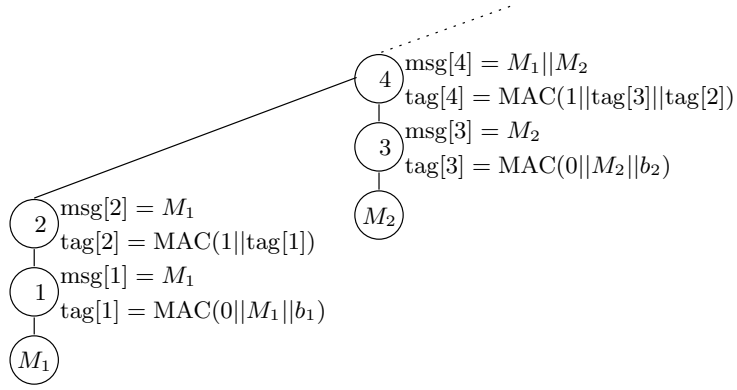 4
msg[4] = M₁||M₂
tag[4] = MAC(1||tag[3]||tag[2])
3
msg[3] = M₂
tag[3] = MAC(0||M₂||b₂)
M₂
2
msg[2] = M₁
tag[2] = MAC(1||tag[1])
1
msg[1] = M₁
tag[1] = MAC(0||M₁||b₁)
M₁